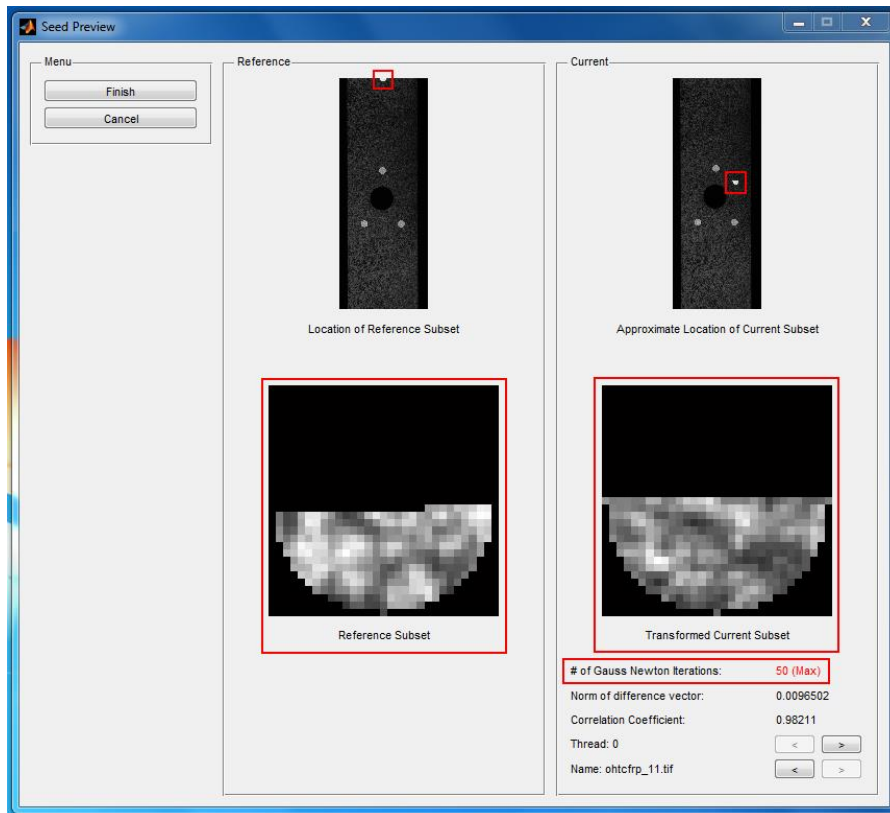 Seed Preview
Menu
Finish
Cancel
Reference
Location of Reference Subset
Reference Subset
Current
Approximate Location of Current Subset
Transformed Current Subset
# of Gauss Newton Iterations: 50 (Max)
Norm of difference vector: 0.0096502
Correlation Coefficient: 0.98211
Thread: 0 < >
Name: ohtcfrp_11.tif < >